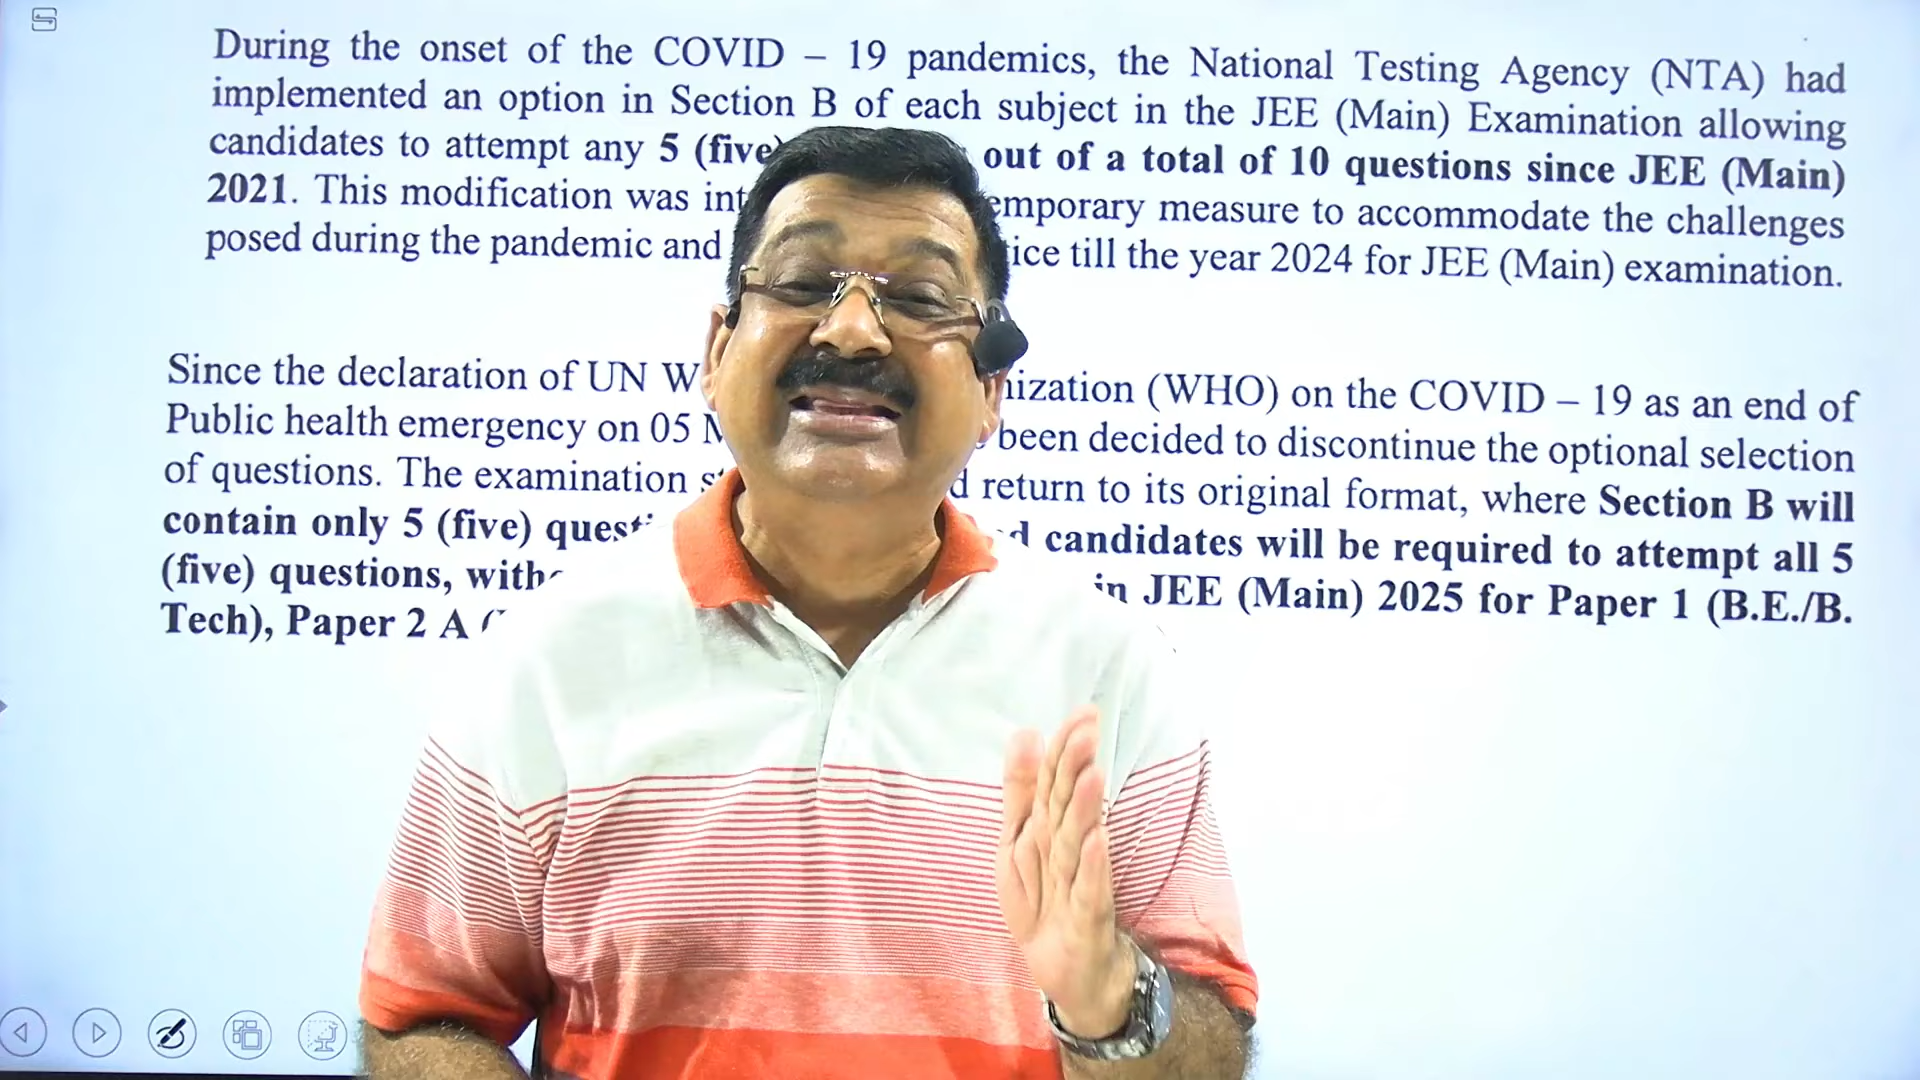 During the onset of the COVID – 19 pandemics, the National Testing Agency (NTA) had
implemented an option in Section B of each subject in the JEE (Main) Examination allowing
candidates to attempt any 5 (five) out of a total of 10 questions since JEE (Main)
2021. This modification was measure to accommodate the challenges
posed during the pandemic and till the year 2024 for JEE (Main) examination.
Since the declaration of UN (WHO) on the COVID – 19 as an end of
Public health emergency on 05 been decided to discontinue the optional selection
of questions. The examination return to its original format, where Section B will
contain only 5 (five) candidates will be required to attempt all 5
(five) questions, in JEE (Main) 2025 for Paper 1 (B.E./B.
Tech), Paper 2 A